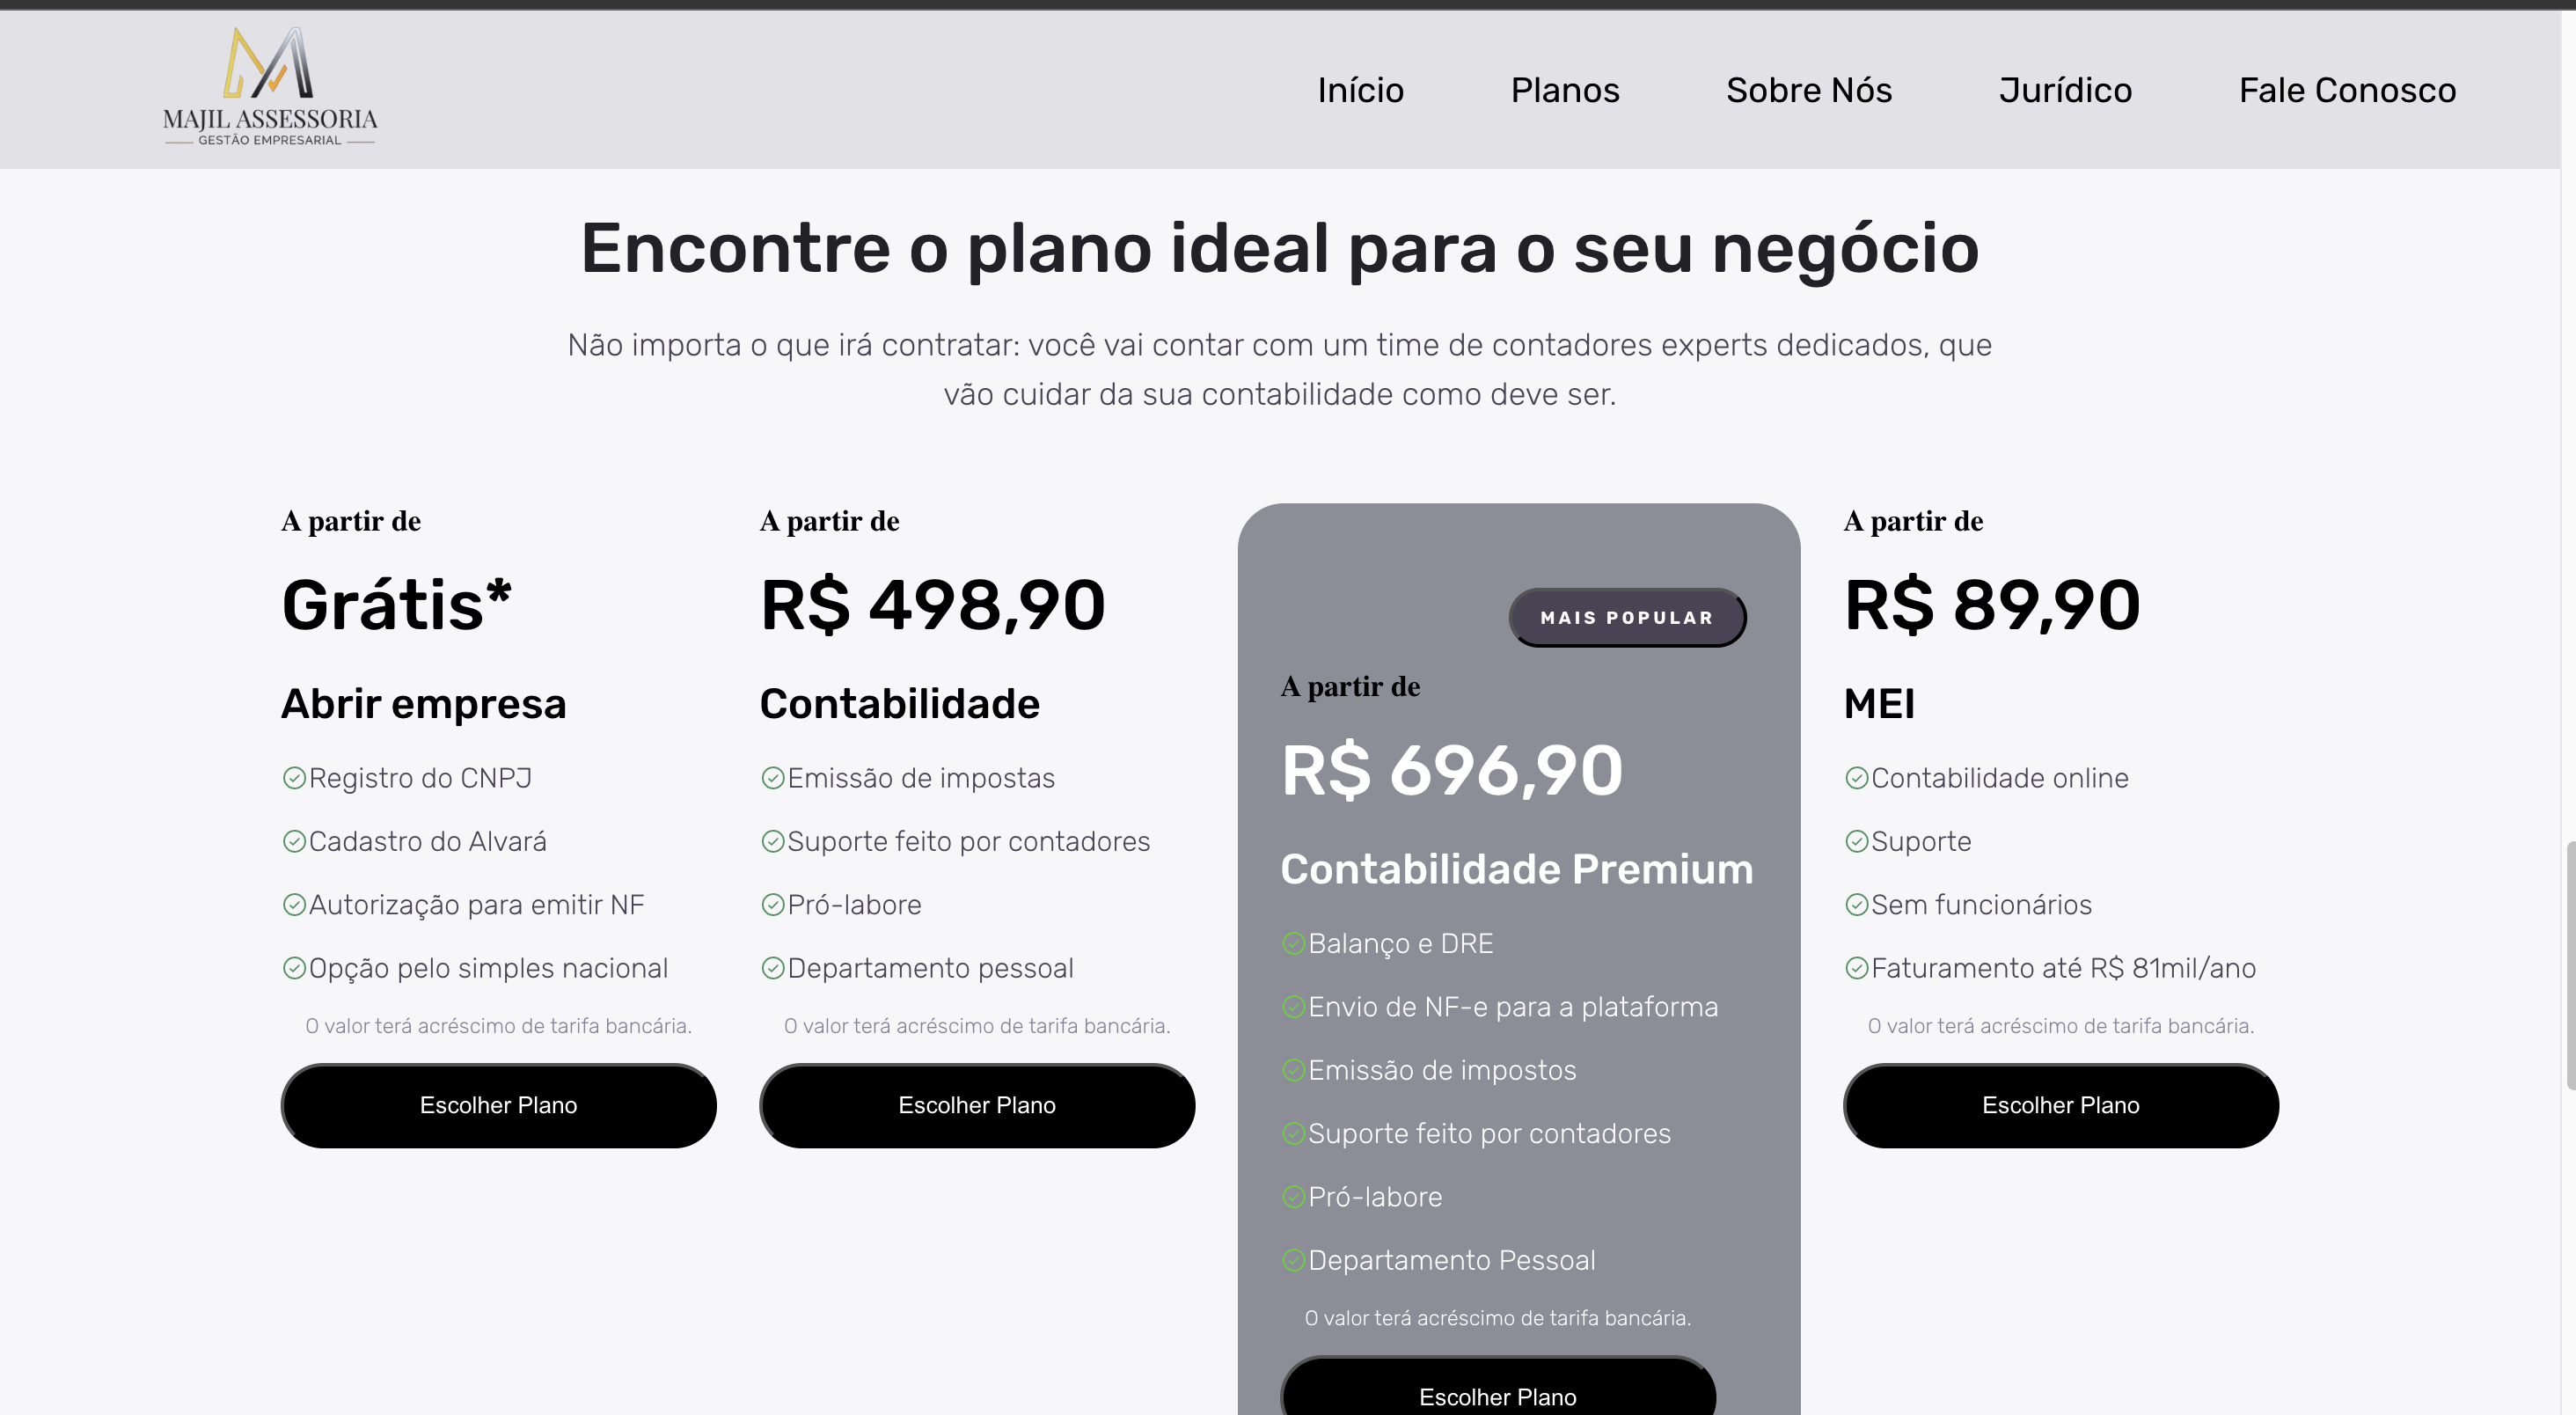 MAJIL ASSESSORIA
GESTÃO EMPRESARIAL
Início
Planos
Sobre Nós
Jurídico
Fale Conosco
Encontre o plano ideal para o seu negócio
Não importa o que irá contratar: você vai contar com um time de contadores experts dedicados, que
vão cuidar da sua contabilidade como deve ser.
A partir de
Grátis*
Abrir empresa
Registro do CNPJ
Cadastro do Alvará
Autorização para emitir NF
Opção pelo simples nacional
O valor terá acréscimo de tarifa bancária.
Escolher Plano
A partir de
R$ 498,90
Contabilidade
Emissão de impostas
Suporte feito por contadores
Pró-labore
Departamento pessoal
O valor terá acréscimo de tarifa bancária.
Escolher Plano
MAIS POPULAR
A partir de
R$ 696,90
Contabilidade Premium
Balanço e DRE
Envio de NF-e para a plataforma
Emissão de impostos
Suporte feito por contadores
Pró-labore
Departamento Pessoal
O valor terá acréscimo de tarifa bancária.
Escolher Plano
A partir de
R$ 89,90
MEI
Contabilidade online
Suporte
Sem funcionários
Faturamento até R$ 81mil/ano
O valor terá acréscimo de tarifa bancária.
Escolher Plano